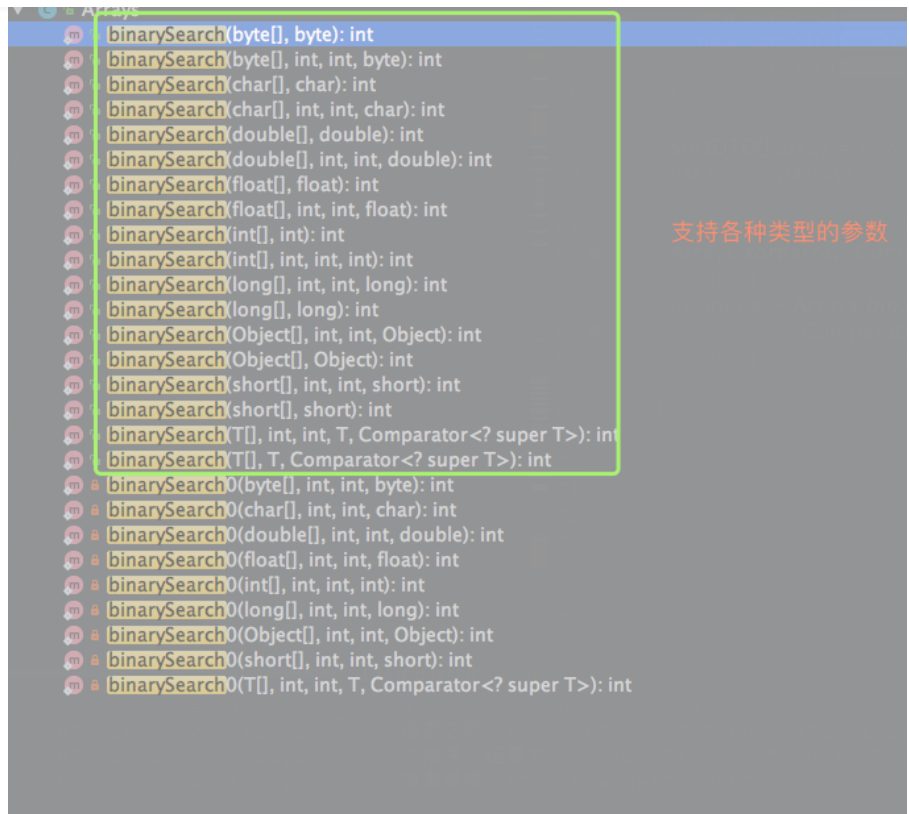 Arrays
binarySearch(byte[], byte): int
binarySearch(byte[], int, int, byte): int
binarySearch(char[], char): int
binarySearch(char[], int, int, char): int
binarySearch(double[], double): int
binarySearch(double[], int, int, double): int
binarySearch(float[], float): int
binarySearch(float[], int, int, float): int
支持各种类型的参数
binarySearch(int[], int): int
binarySearch(int[], int, int, int): int
binarySearch(long[], int, int, long): int
binarySearch(long[], long): int
binarySearch(Object[], int, int, Object): int
binarySearch(Object[], Object): int
binarySearch(short[], int, int, short): int
binarySearch(short[], short): int
binarySearch(T[], int, int, T, Comparator<? super T>): int
binarySearch(T[], T, Comparator<? super T>): int
binarySearch0(byte[], int, int, byte): int
binarySearch0(char[], int, int, char): int
binarySearch0(double[], int, int, double): int
binarySearch0(float[], int, int, float): int
binarySearch0(int[], int, int, int): int
binarySearch0(long[], int, int, long): int
binarySearch0(Object[], int, int, Object): int
binarySearch0(short[], int, int, short): int
binarySearch0(T[], int, int, T, Comparator<? super T>): int